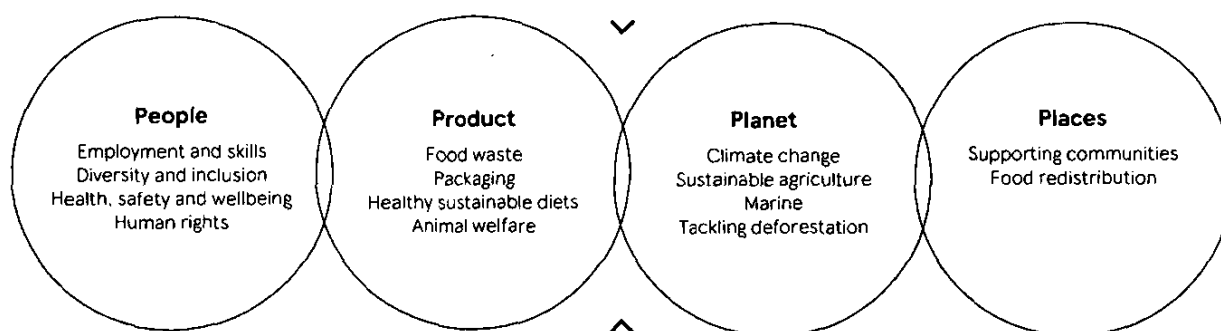 People
Employment and skills
Diversity and inclusion
Health, safety and wellbeing
Human rights
Product
Food waste
Packaging
Healthy sustainable diets
Animal welfare
Planet
Climate change
Sustainable agriculture
Marine
Tackling deforestation
Places
Supporting communities
Food redistribution